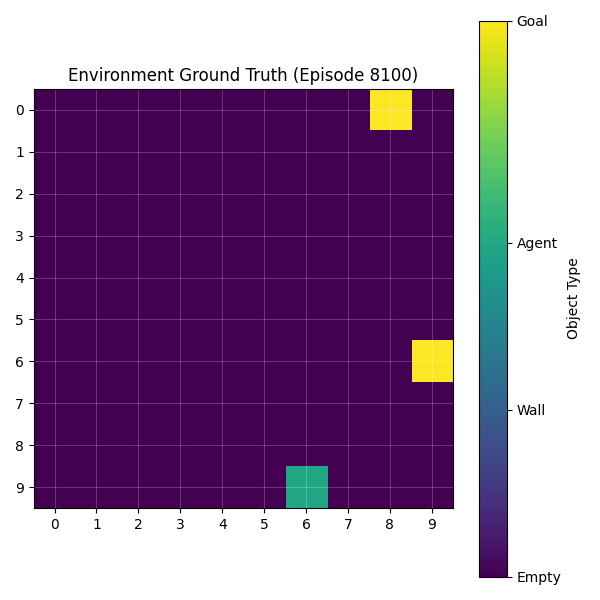 Environment Ground Truth (Episode 8100)
0
1
2
3
4
5
6
7
8
9
0 1 2 3 4 5 6 7 8 9
Goal
Agent
Wall
Empty
Object Type